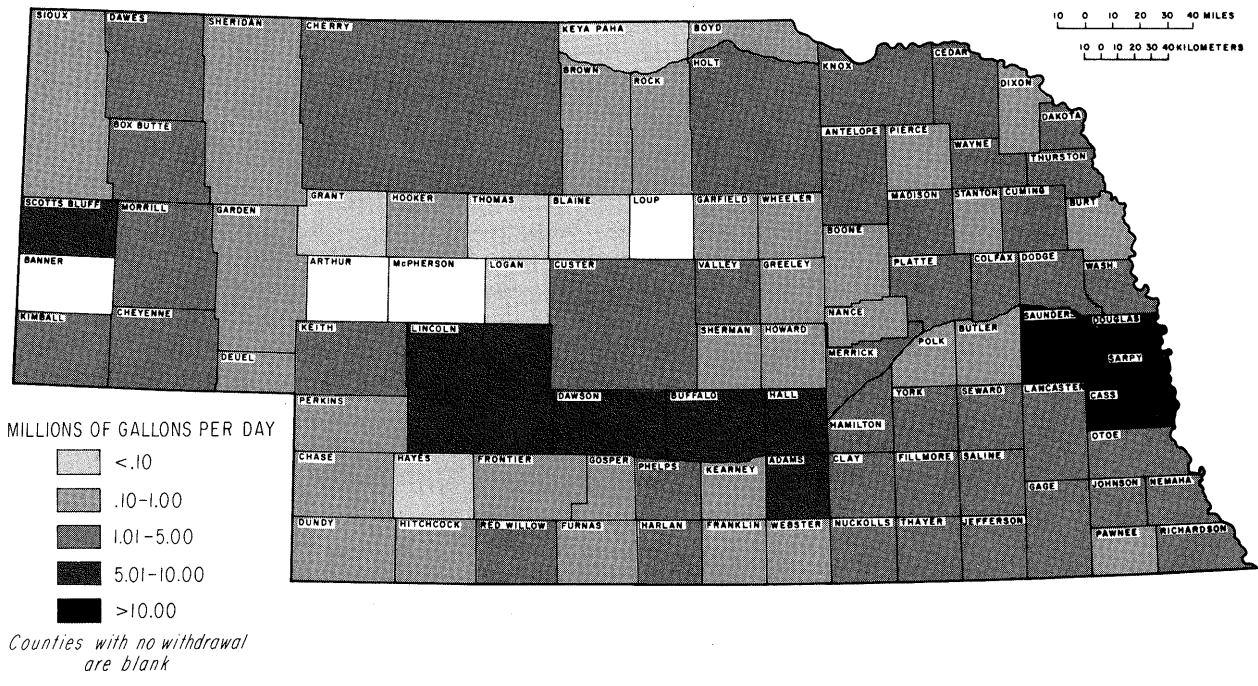 SIOUX
DAWES
SHERIDAN
CHERRY
KEYA PAHA
BOYD
10 0 10 20 30 40 MILES
10 0 10 20 30 40 KILOMETERS
BROWN
ROCK
HOLT
KNOX
CEDAR
DIXON
DAKOTA
BOX BUTTE
ANTELOPE
PIERCE
WAYNE
THURSTON
SCOTTS BLUFF
MORRILL
GARDEN
GRANT
HOOKER
THOMAS
BLAINE
LOUP
GARFIELD
WHEELER
BOONE
MADISON
STANTON
CUMING
BURT
BANNER
ARTHUR
McPHERSON
LOGAN
CUSTER
VALLEY
GREELEY
PLATTE
COLFAX
DODGE
WASH.
KIMBALL
CHEYENNE
DEUEL
KEITH
LINCOLN
SHERMAN
HOWARD
NANCE
MERRICK
POLK
BUTLER
SAUNDERS
DOUGLAS
SARPY
PERKINS
DAWSON
BUFFALO
HALL
HAMILTON
YORK
SEWARD
LANCASTER
CASS
OTOE
MILLIONS OF GALLONS PER DAY
<.10
.10-1.00
1.01-5.00
5.01-10.00
>10.00
Counties with no withdrawal
are blank
CHASE
HAYES
FRONTIER
GOSPER
PHELPS
KEARNEY
ADAMS
CLAY
FILLMORE
SALINE
GAGE
JOHNSON
NEMAHA
DUNDY
HITCHCOCK
RED WILLOW
FURNAS
HARLAN
FRANKLIN
WEBSTER
NUCKOLLS
THAYER
JEFFERSON
PAWNEE
RICHARDSON